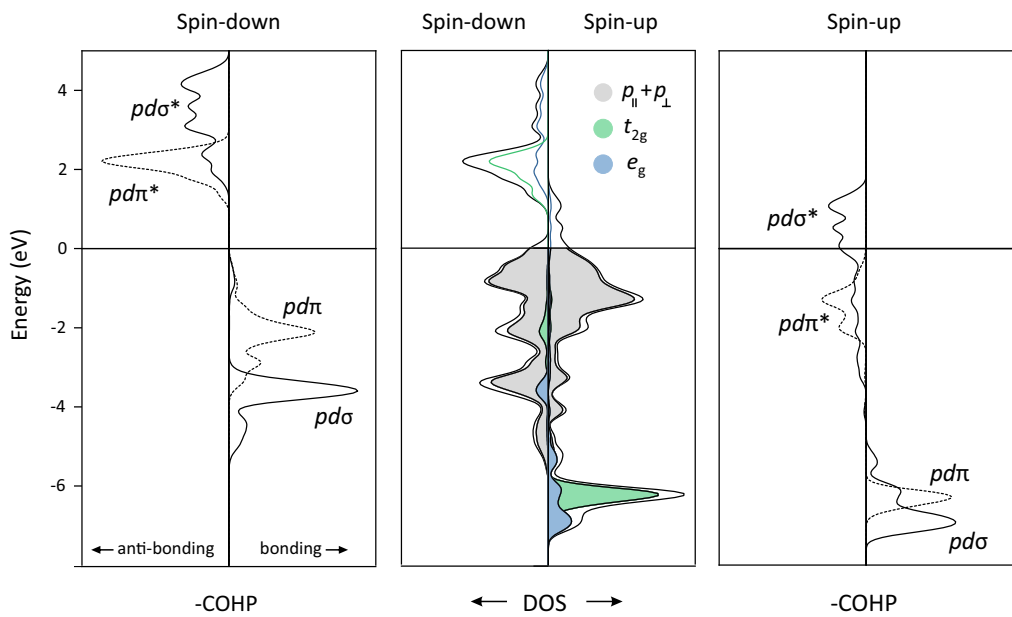 Spin-down
Spin-down
Spin-up
Spin-up
Energy (eV)
4
2
0
-2
-4
-6
pdσ*
pdπ*
pdπ
pdσ
← anti-bonding
bonding →
-COHP
p∥+p⊥
t2g
eg
← DOS →
pdσ*
pdπ*
pdπ
pdσ
-COHP